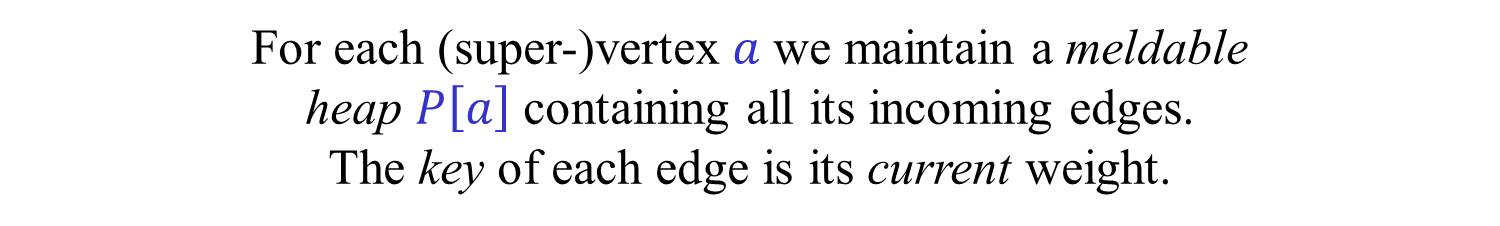 For each (super-)vertex a we maintain a meldable
heap P[a] containing all its incoming edges.
The key of each edge is its current weight.